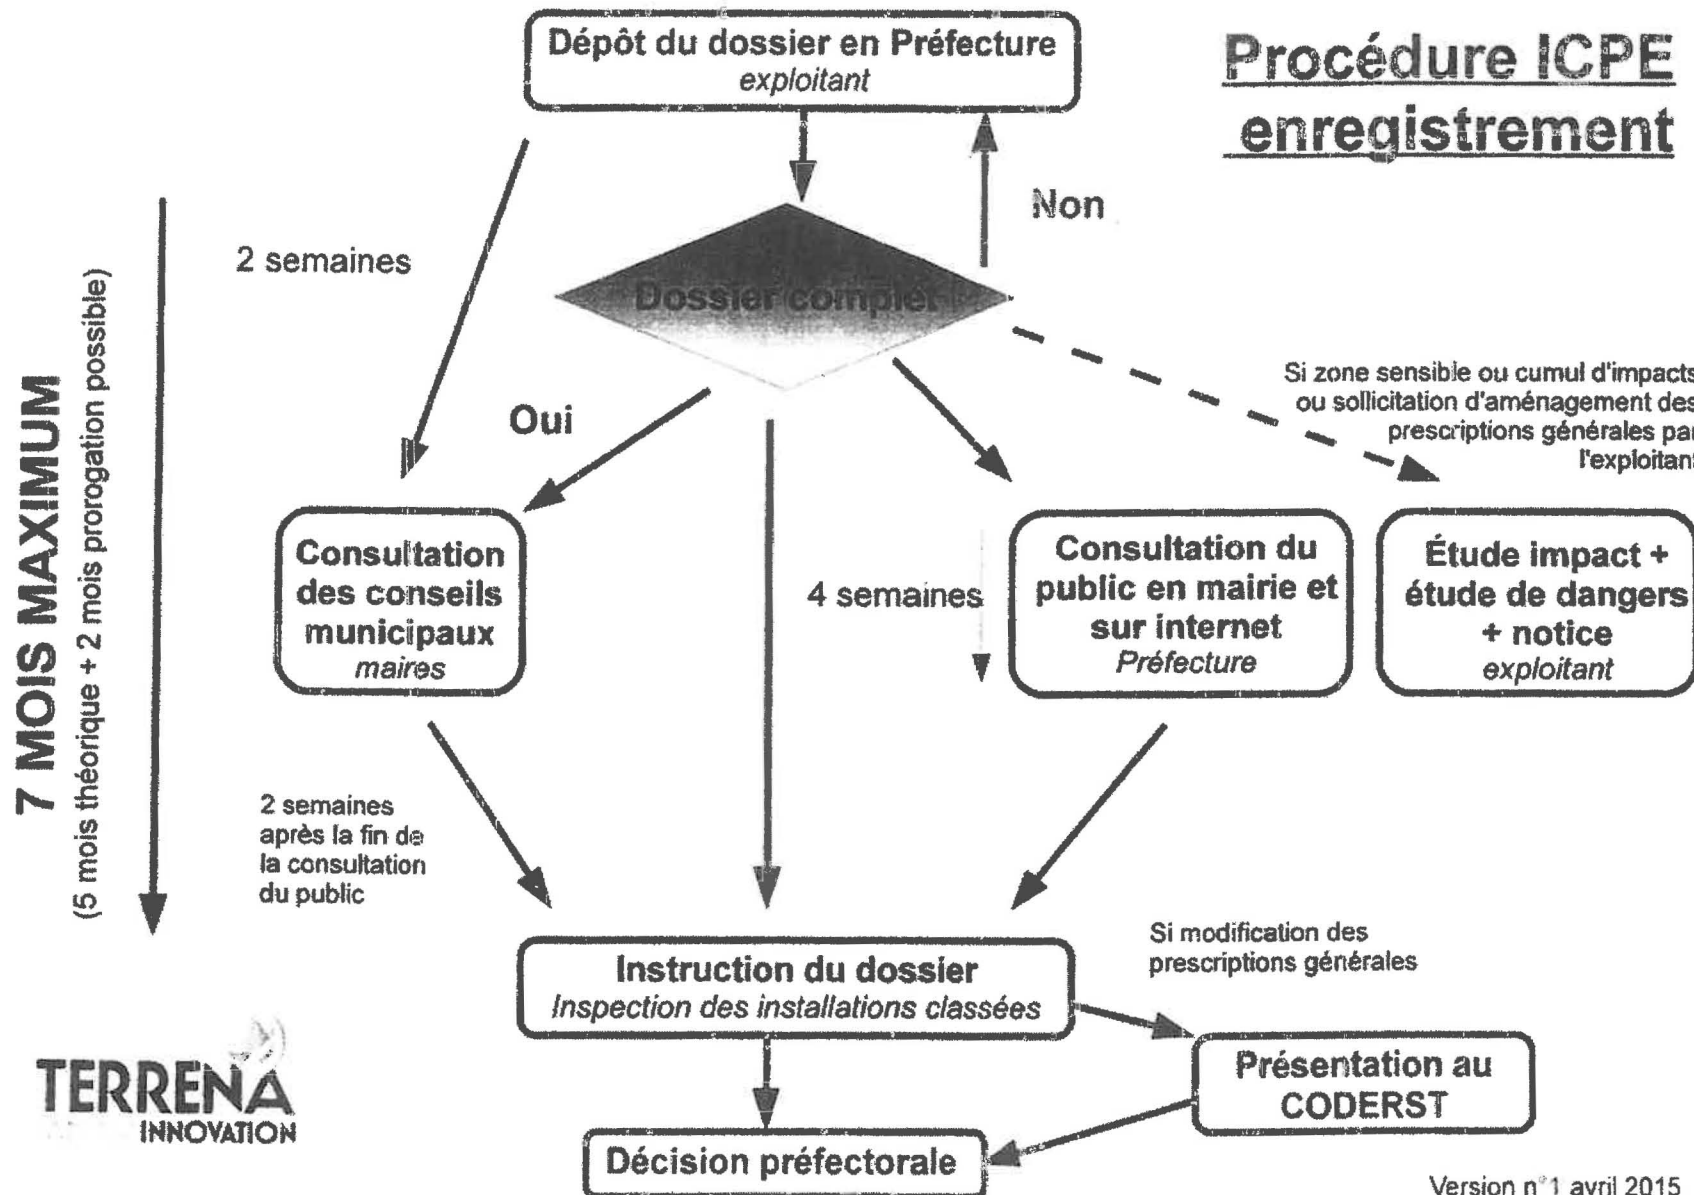 Procédure ICPE
enregistrement
Dépôt du dossier en Préfecture
exploitant
Non
2 semaines
Dossier complet
7 MOIS MAXIMUM
(5 mois théorique + 2 mois prorogation possible)
Si zone sensible ou cumul d'impacts
ou sollicitation d'aménagement des
prescriptions générales par
l'exploitant
Oui
Consultation
des conseils
municipaux
maires
4 semaines
Consultation du
public en mairie et
sur internet
Préfecture
Étude impact +
étude de dangers
+ notice
exploitant
2 semaines
après la fin de
la consultation
du public
Instruction du dossier
Inspection des installations classées
Si modification des
prescriptions générales
Présentation au
CODERST
Décision préfectorale
TERRENA
INNOVATION
Version n°1 avril 2015